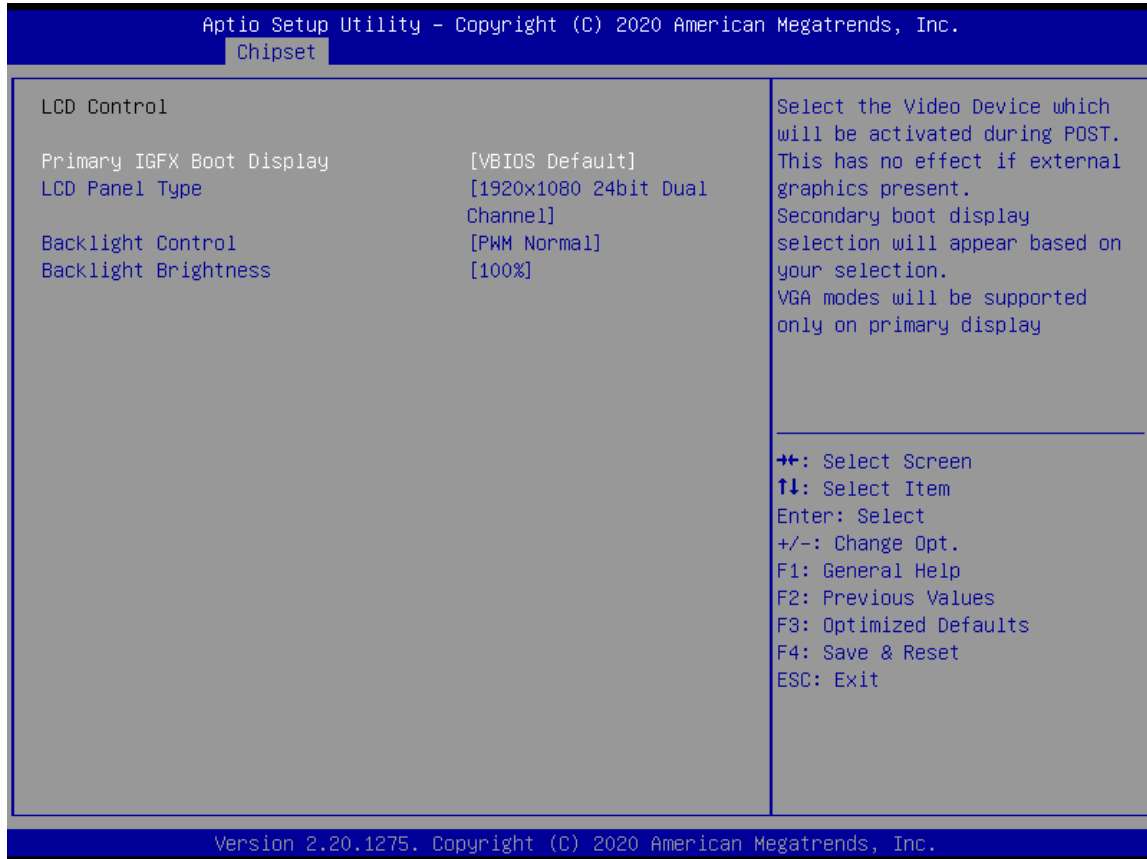 Aptio Setup Utility – Copyright (C) 2020 American Megatrends, Inc.
Chipset
LCD Control
Primary IGFX Boot Display [VBIOS Default]
LCD Panel Type [1920x1080 24bit Dual
Channel]
Backlight Control [PWM Normal]
Backlight Brightness [100%]
Select the Video Device which
will be activated during POST.
This has no effect if external
graphics present.
Secondary boot display
selection will appear based on
your selection.
VGA modes will be supported
only on primary display
→←: Select Screen
↑↓: Select Item
Enter: Select
+/-: Change Opt.
F1: General Help
F2: Previous Values
F3: Optimized Defaults
F4: Save & Reset
ESC: Exit
Version 2.20.1275. Copyright (C) 2020 American Megatrends, Inc.